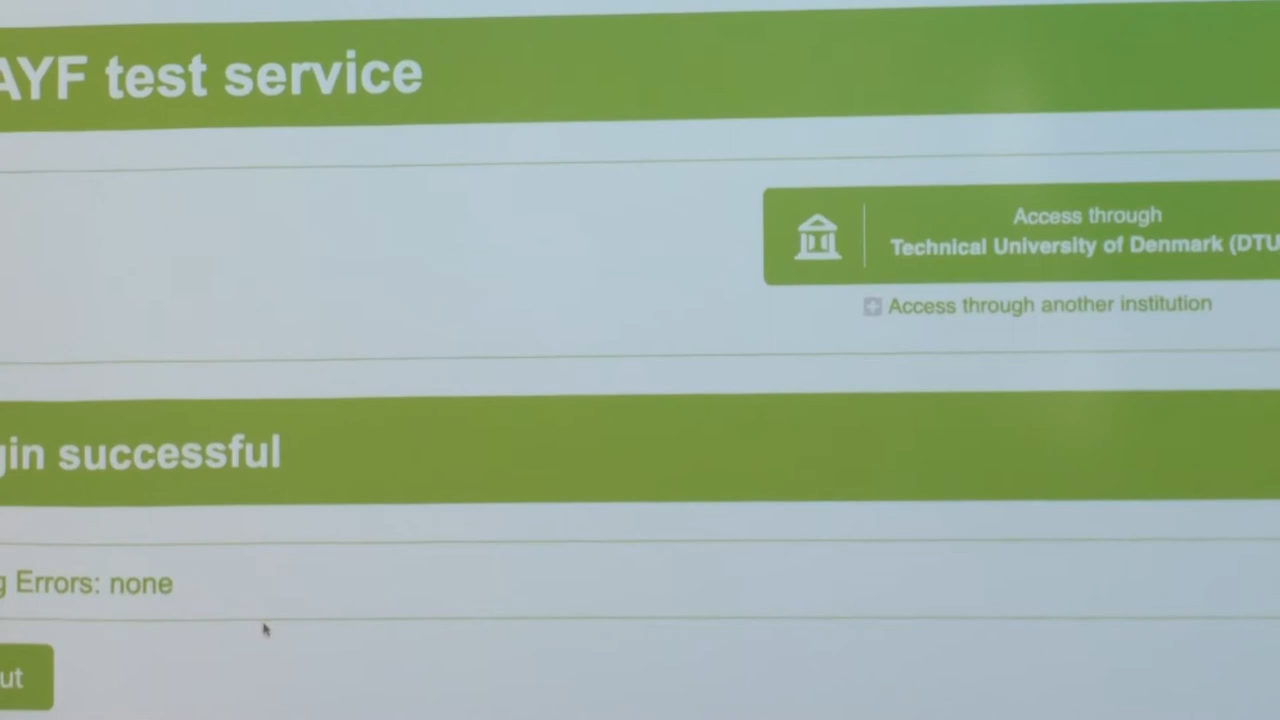 AYF test service
Access through
Technical University of Denmark (DTU
Access through another institution
gin successful
g Errors: none
ut